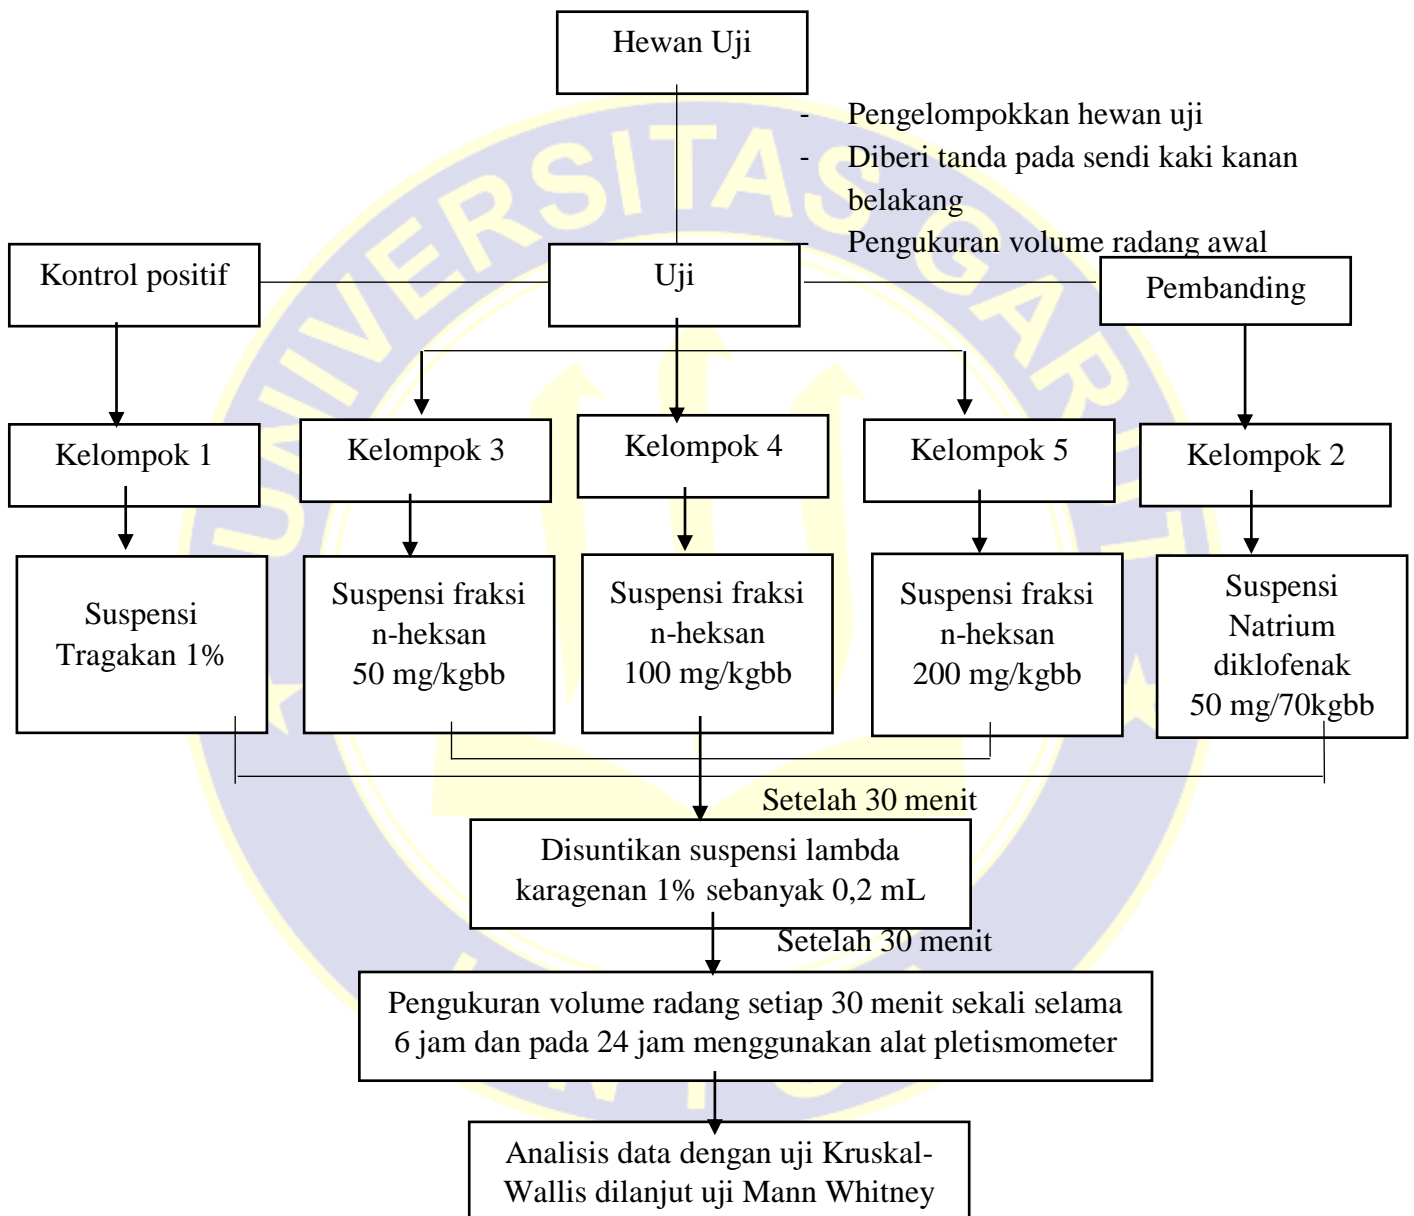 Hewan Uji
- Pengelompokkan hewan uji
- Diberi tanda pada sendi kaki kanan
belakang
- Pengukuran volume radang awal
Kontrol positif
Uji
Pembanding
Kelompok 1
Kelompok 3
Kelompok 4
Kelompok 5
Kelompok 2
Suspensi
Tragakan 1%
Suspensi fraksi
n-heksan
50 mg/kgbb
Suspensi fraksi
n-heksan
100 mg/kgbb
Suspensi fraksi
n-heksan
200 mg/kgbb
Suspensi
Natrium
diklofenak
50 mg/70kgbb
Setelah 30 menit
Disuntikan suspensi lambda
karagenan 1% sebanyak 0,2 mL
Setelah 30 menit
Pengukuran volume radang setiap 30 menit sekali selama
6 jam dan pada 24 jam menggunakan alat pletismometer
Analisis data dengan uji Kruskal-
Wallis dilanjut uji Mann Whitney
UNIVERSITAS GARUT